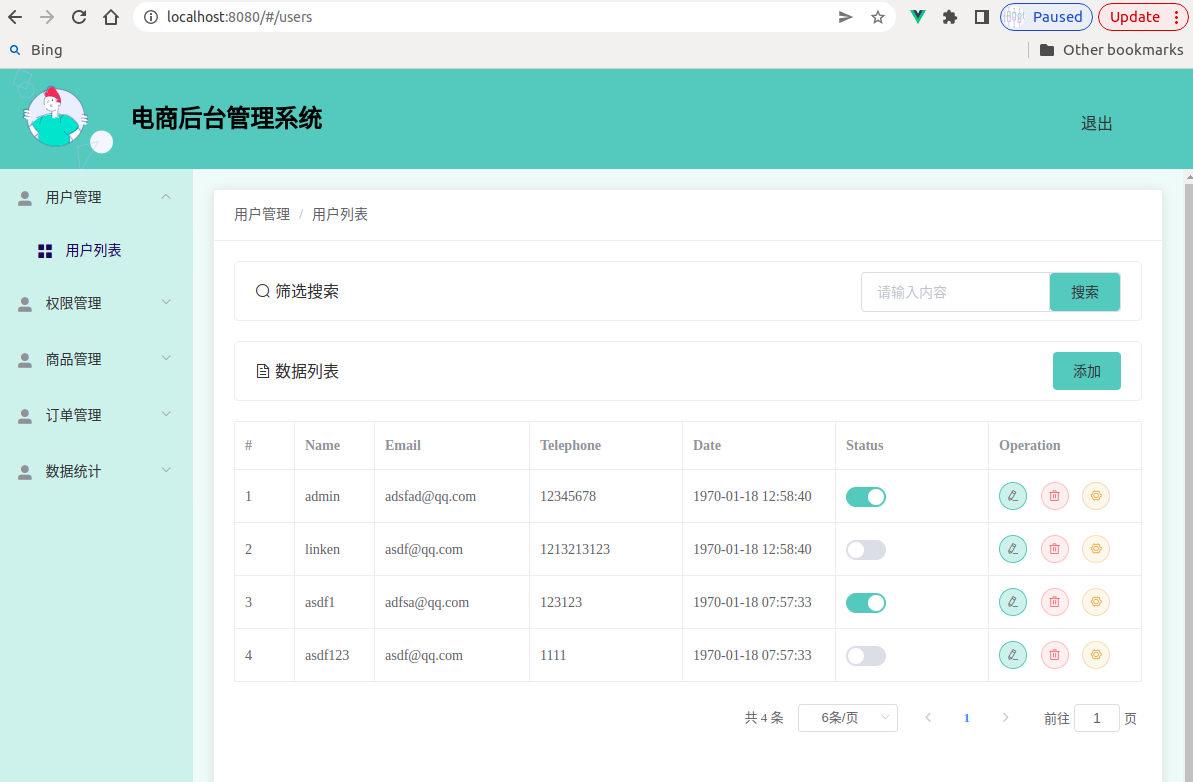 localhost:8080/#/users
Paused
Update
Bing
Other bookmarks
电商后台管理系统
退出
用户管理
用户列表
权限管理
商品管理
订单管理
数据统计
用户管理 / 用户列表
筛选搜索 请输入内容 搜索
数据列表 添加
# Name Email Telephone Date Status Operation
1 admin adsfad@qq.com 12345678 1970-01-18 12:58:40
2 linken asdf@qq.com 1213213123 1970-01-18 12:58:40
3 asdf1 adfsa@qq.com 123123 1970-01-18 07:57:33
4 asdf123 asdf@qq.com 1111 1970-01-18 07:57:33
共 4 条 6条/页 1 前往 1 页